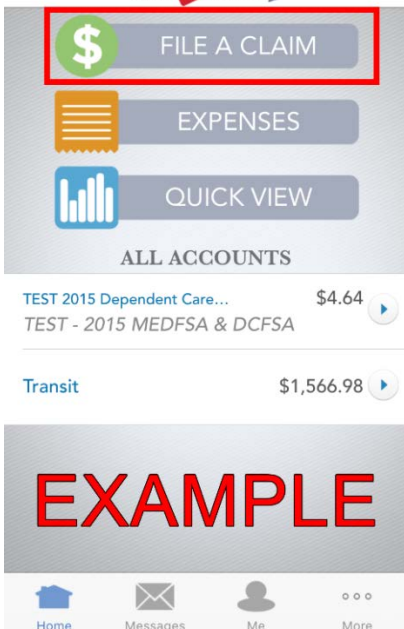 $ FILE A CLAIM
EXPENSES
QUICK VIEW
ALL ACCOUNTS
TEST 2015 Dependent Care... $4.64
TEST - 2015 MEDFSA & DCFSA
Transit $1,566.98
EXAMPLE
Home Messages Me More